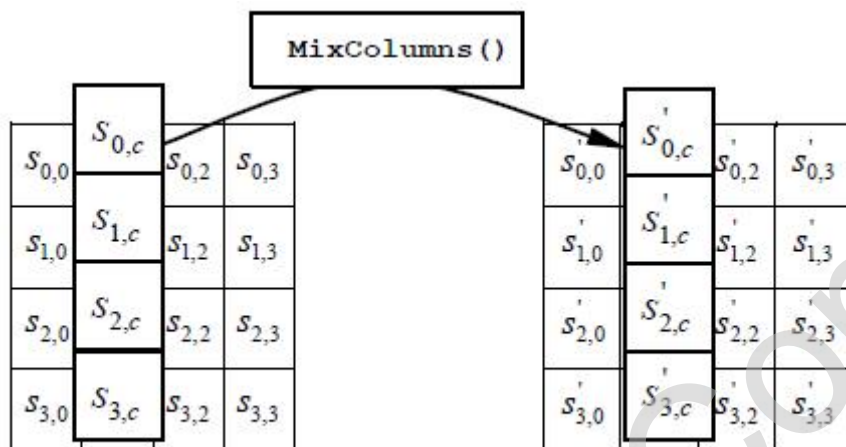 MixColumns()
S0,c S'0,c
s0,0 s0,2 s0,3 s'0,0 s'0,2 s'0,3
S1,c S'1,c
s1,0 s1,2 s1,3 s'1,0 s'1,2 s'1,3
S2,c S'2,c
s2,0 s2,2 s2,3 s'2,0 s'2,2 s'2,3
S3,c S'3,c
s3,0 s3,2 s3,3 s'3,0 s'3,2 s'3,3